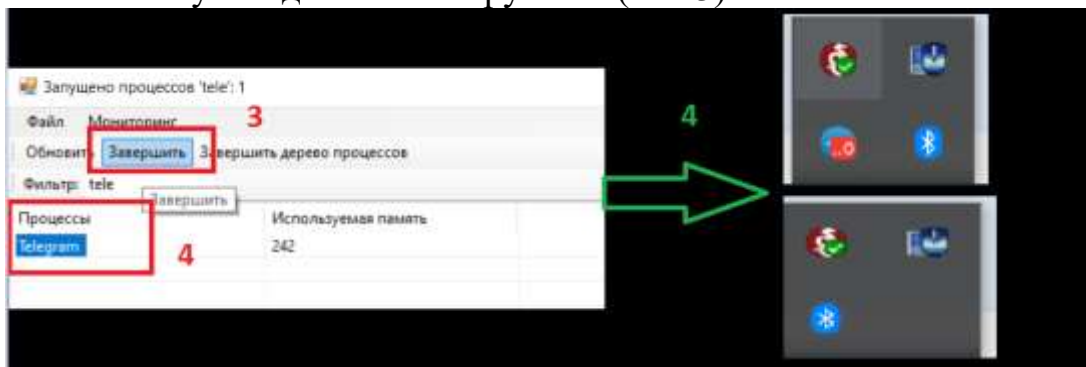 Запущено процессов 'tele': 1
Файл Мониторинг
3
Обновить Завершить Завершить дерево процессов
Фильтр: tele
Завершить
Процессы Используемая память
Telegram 242
4
4